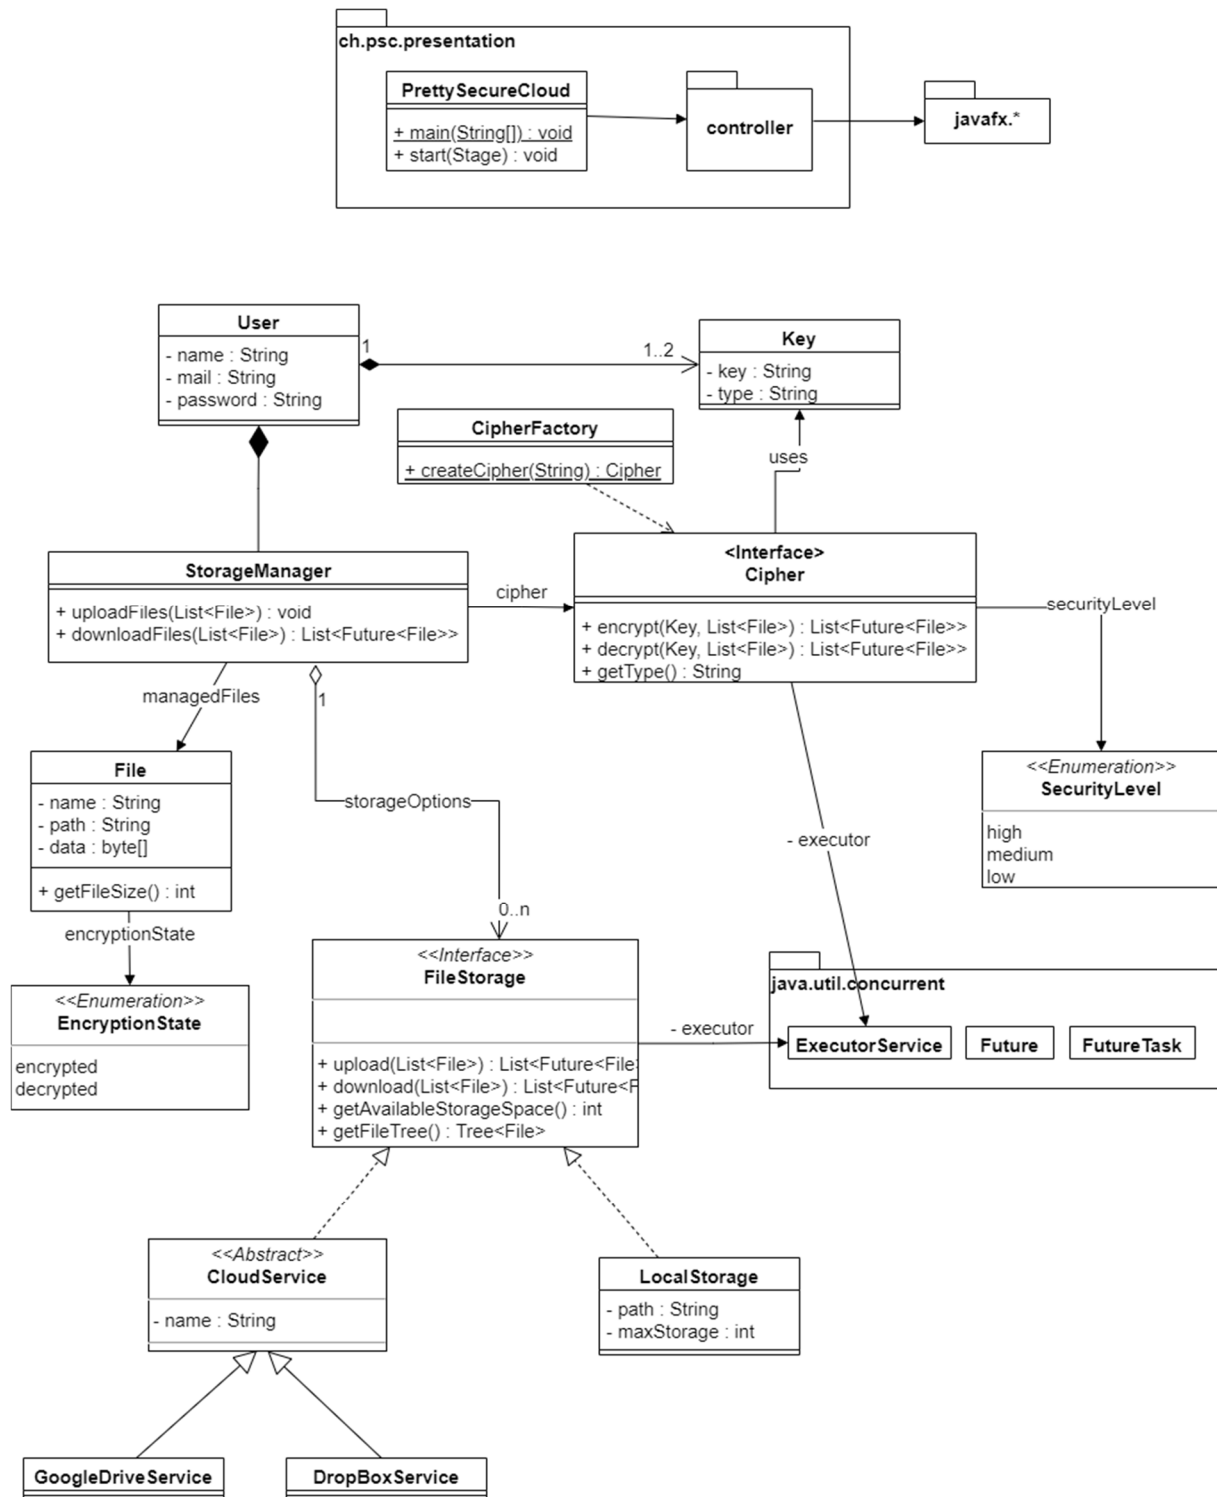 ch.psc.presentation
PrettySecureCloud
+ main(String[]) : void
+ start(Stage) : void
controller
javafx.*
User
- name : String
- mail : String
- password : String
1
1..2
Key
- key : String
- type : String
CipherFactory
+ createCipher(String) : Cipher
uses
StorageManager
+ uploadFiles(List<File>) : void
+ downloadFiles(List<File>) : List<Future<File>>
cipher
<Interface>
Cipher
+ encrypt(Key, List<File>) : List<Future<File>>
+ decrypt(Key, List<File>) : List<Future<File>>
+ getType() : String
securityLevel
managedFiles
1
File
- name : String
- path : String
- data : byte[]
+ getFileSize() : int
storageOptions
- executor
<<Enumeration>>
SecurityLevel
high
medium
low
encryptionState
0..n
<<Enumeration>>
EncryptionState
encrypted
decrypted
<<Interface>>
FileStorage
+ upload(List<File>) : List<Future<File>
+ download(List<File>) : List<Future<F
+ getAvailableStorageSpace() : int
+ getFileTree() : Tree<File>
- executor
java.util.concurrent
ExecutorService
Future
FutureTask
<<Abstract>>
CloudService
- name : String
LocalStorage
- path : String
- maxStorage : int
GoogleDriveService
DropBoxService